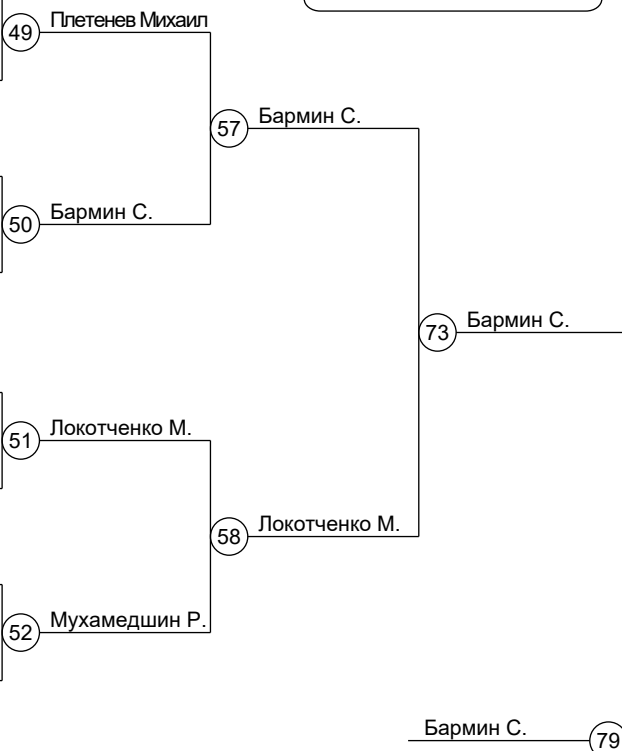 49 Плетенев Михаил
57 Бармин С.
50 Бармин С.
73 Бармин С.
51 Локотченко М.
58 Локотченко М.
52 Мухамедшин Р.
Бармин С. 79